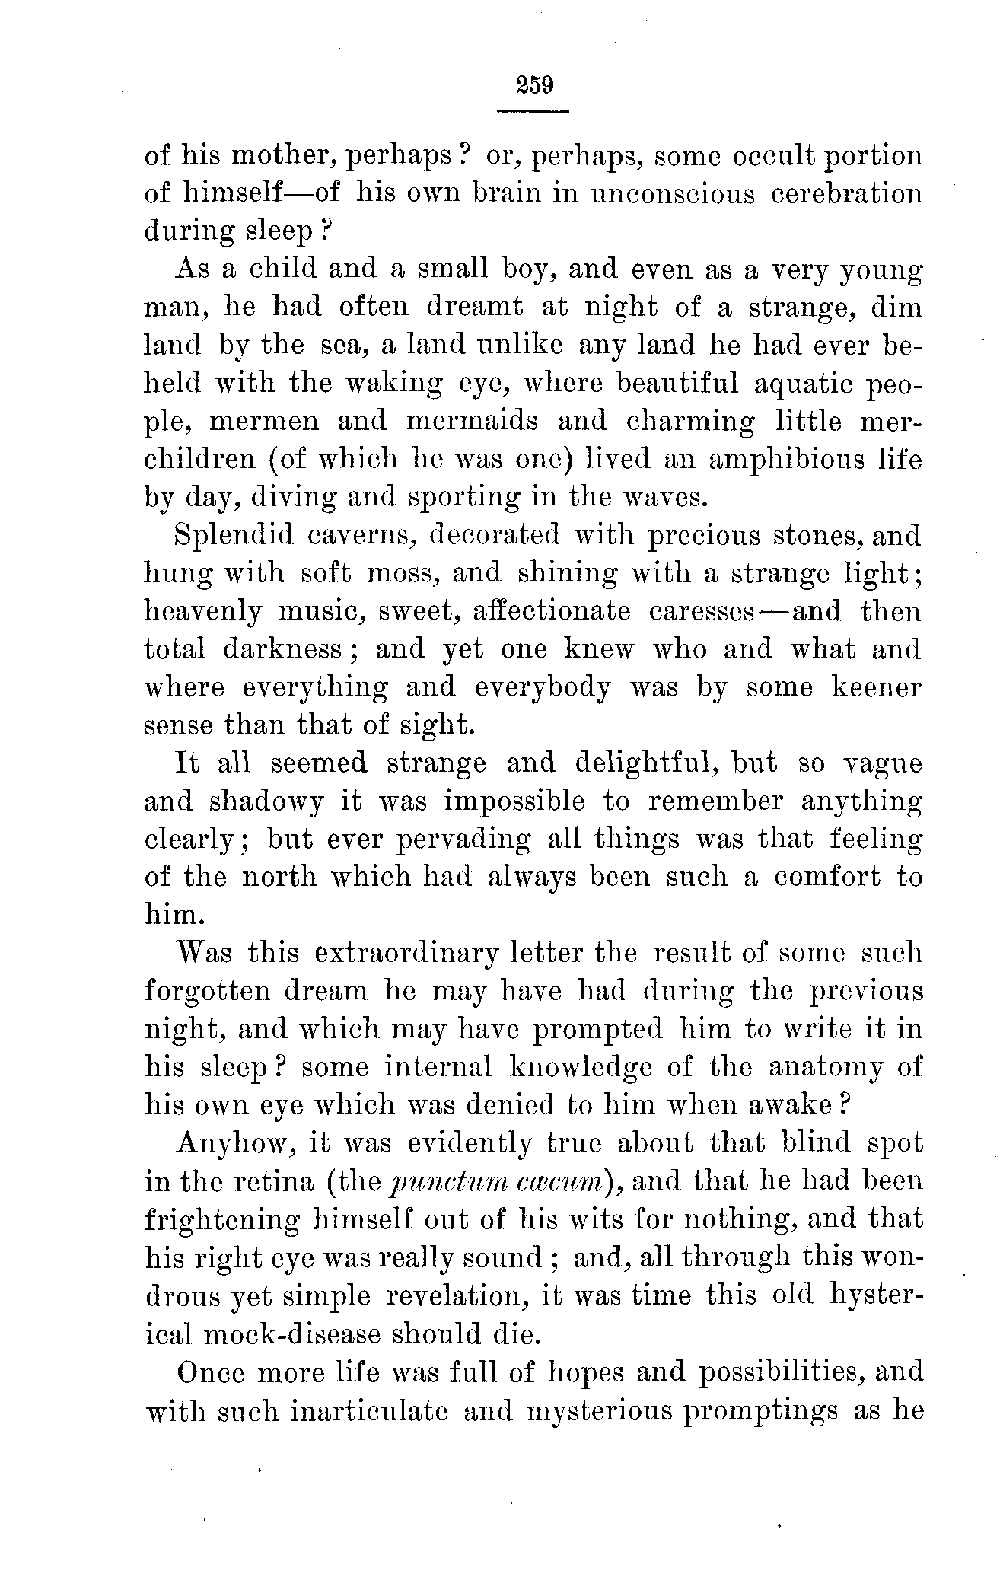 259
of his mother, perhaps? or, perhaps, some occult portion
of himself—of his own brain in unconscious cerebration
during sleep?
As a child and a small boy, and even as a very young
man, he had often dreamt at night of a strange, dim
land by the sea, a land unlike any land he had ever be-
held with the waking eye, where beautiful aquatic peo-
ple, mermen and mermaids and charming little mer-
children (of which he was one) lived an amphibious life
by day, diving and sporting in the waves.
Splendid caverns, decorated with precious stones, and
hung with soft moss, and shining with a strange light;
heavenly music, sweet, affectionate caresses—and then
total darkness; and yet one knew who and what and
where everything and everybody was by some keener
sense than that of sight.
It all seemed strange and delightful, but so vague
and shadowy it was impossible to remember anything
clearly; but ever pervading all things was that feeling
of the north which had always been such a comfort to
him.
Was this extraordinary letter the result of some such
forgotten dream he may have had during the previous
night, and which may have prompted him to write it in
his sleep? some internal knowledge of the anatomy of
his own eye which was denied to him when awake?
Anyhow, it was evidently true about that blind spot
in the retina (the punctum cæcum), and that he had been
frightening himself out of his wits for nothing, and that
his right eye was really sound; and, all through this won-
drous yet simple revelation, it was time this old hyster-
ical mock-disease should die.
Once more life was full of hopes and possibilities, and
with such inarticulate and mysterious promptings as he